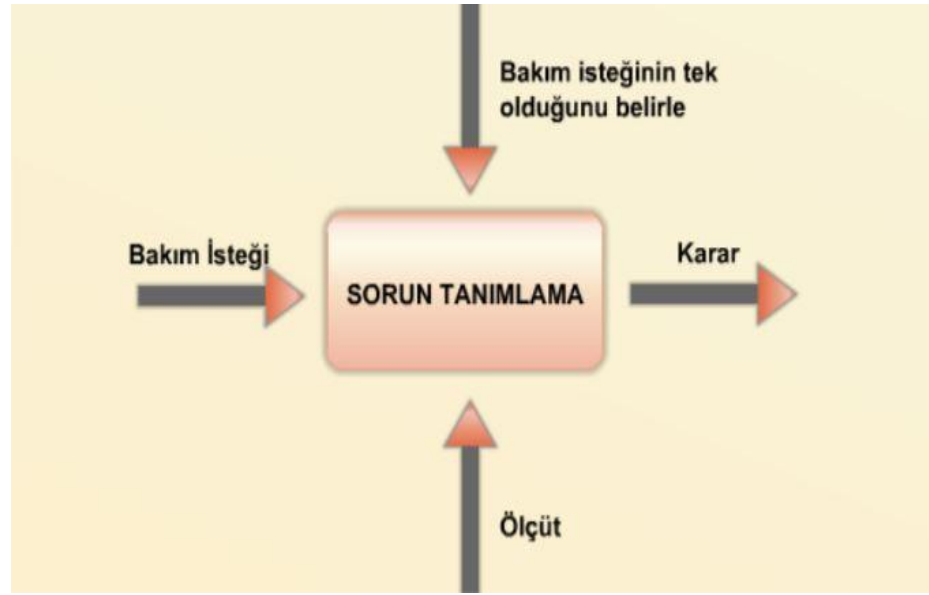 Bakım isteğinin tek
olduğunu belirle
Bakım İsteği
SORUN TANIMLAMA
Karar
Ölçüt